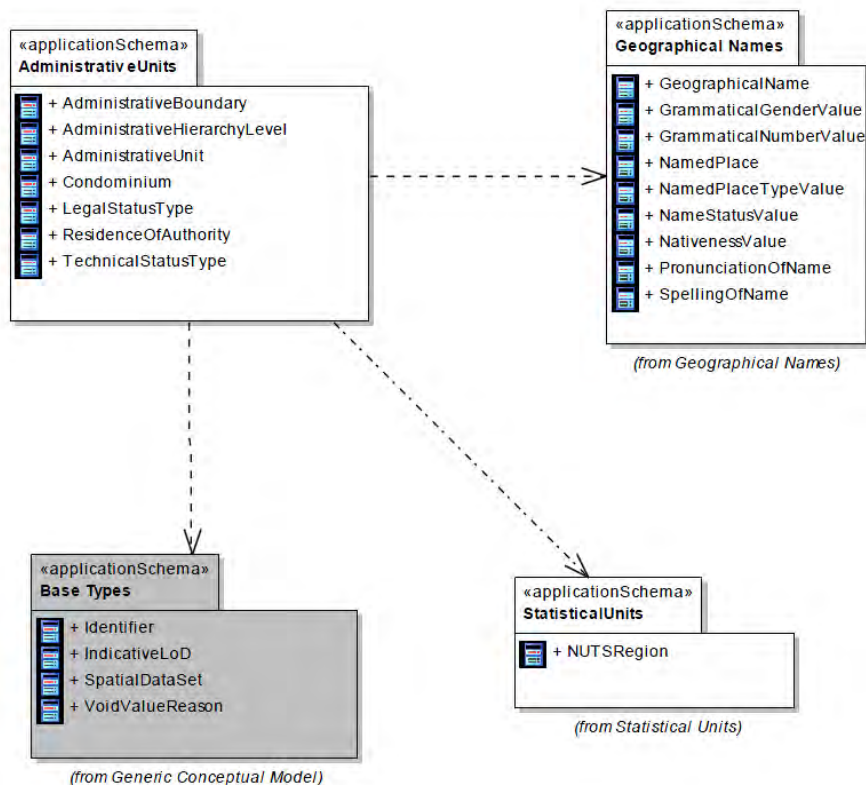 «applicationSchema»
AdministrativeUnits
+ AdministrativeBoundary
+ AdministrativeHierarchyLevel
+ AdministrativeUnit
+ Condominium
+ LegalStatusType
+ ResidenceOfAuthority
+ TechnicalStatusType
«applicationSchema»
Geographical Names
+ GeographicalName
+ GrammaticalGenderValue
+ GrammaticalNumberValue
+ NamedPlace
+ NamedPlaceTypeValue
+ NameStatusValue
+ NativenessValue
+ PronunciationOfName
+ SpellingOfName
(from Geographical Names)
«applicationSchema»
Base Types
+ Identifier
+ IndicativeLoD
+ SpatialDataSet
+ VoidValueReason
(from Generic Conceptual Model)
«applicationSchema»
StatisticalUnits
+ NUTSRegion
(from Statistical Units)